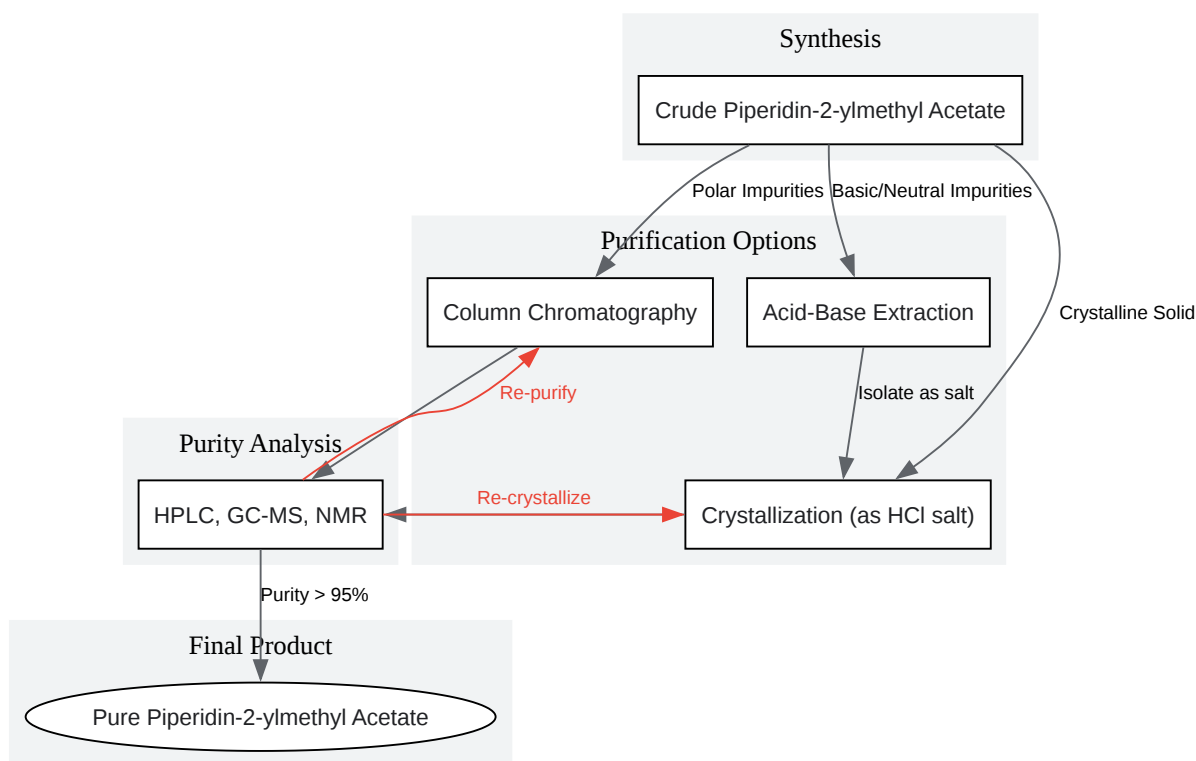 Synthesis
Crude Piperidin-2-ylmethyl Acetate
Polar Impurities
Basic/Neutral Impurities
Purification Options
Column Chromatography
Acid-Base Extraction
Crystalline Solid
Re-purify
Isolate as salt
Purity Analysis
HPLC, GC-MS, NMR
Re-crystallize
Crystallization (as HCl salt)
Purity > 95%
Final Product
Pure Piperidin-2-ylmethyl Acetate